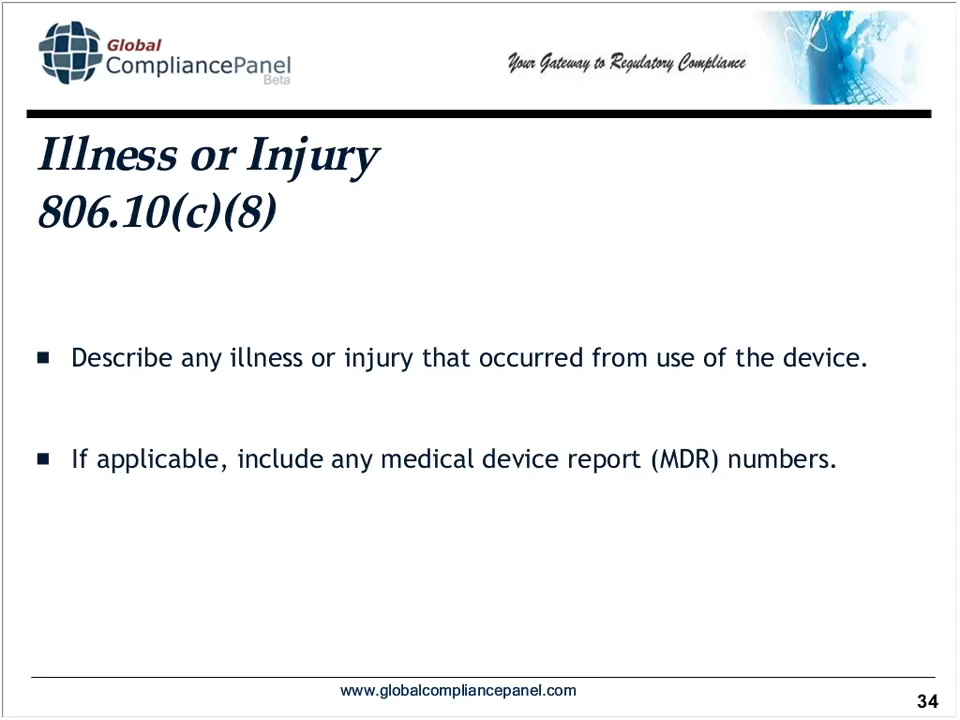 Global
CompliancePanel
Beta
Your Gateway to Regulatory Compliance
Illness or Injury
806.10(c)(8)
Describe any illness or injury that occurred from use of the device.
If applicable, include any medical device report (MDR) numbers.
www.globalcompliancepanel.com
34